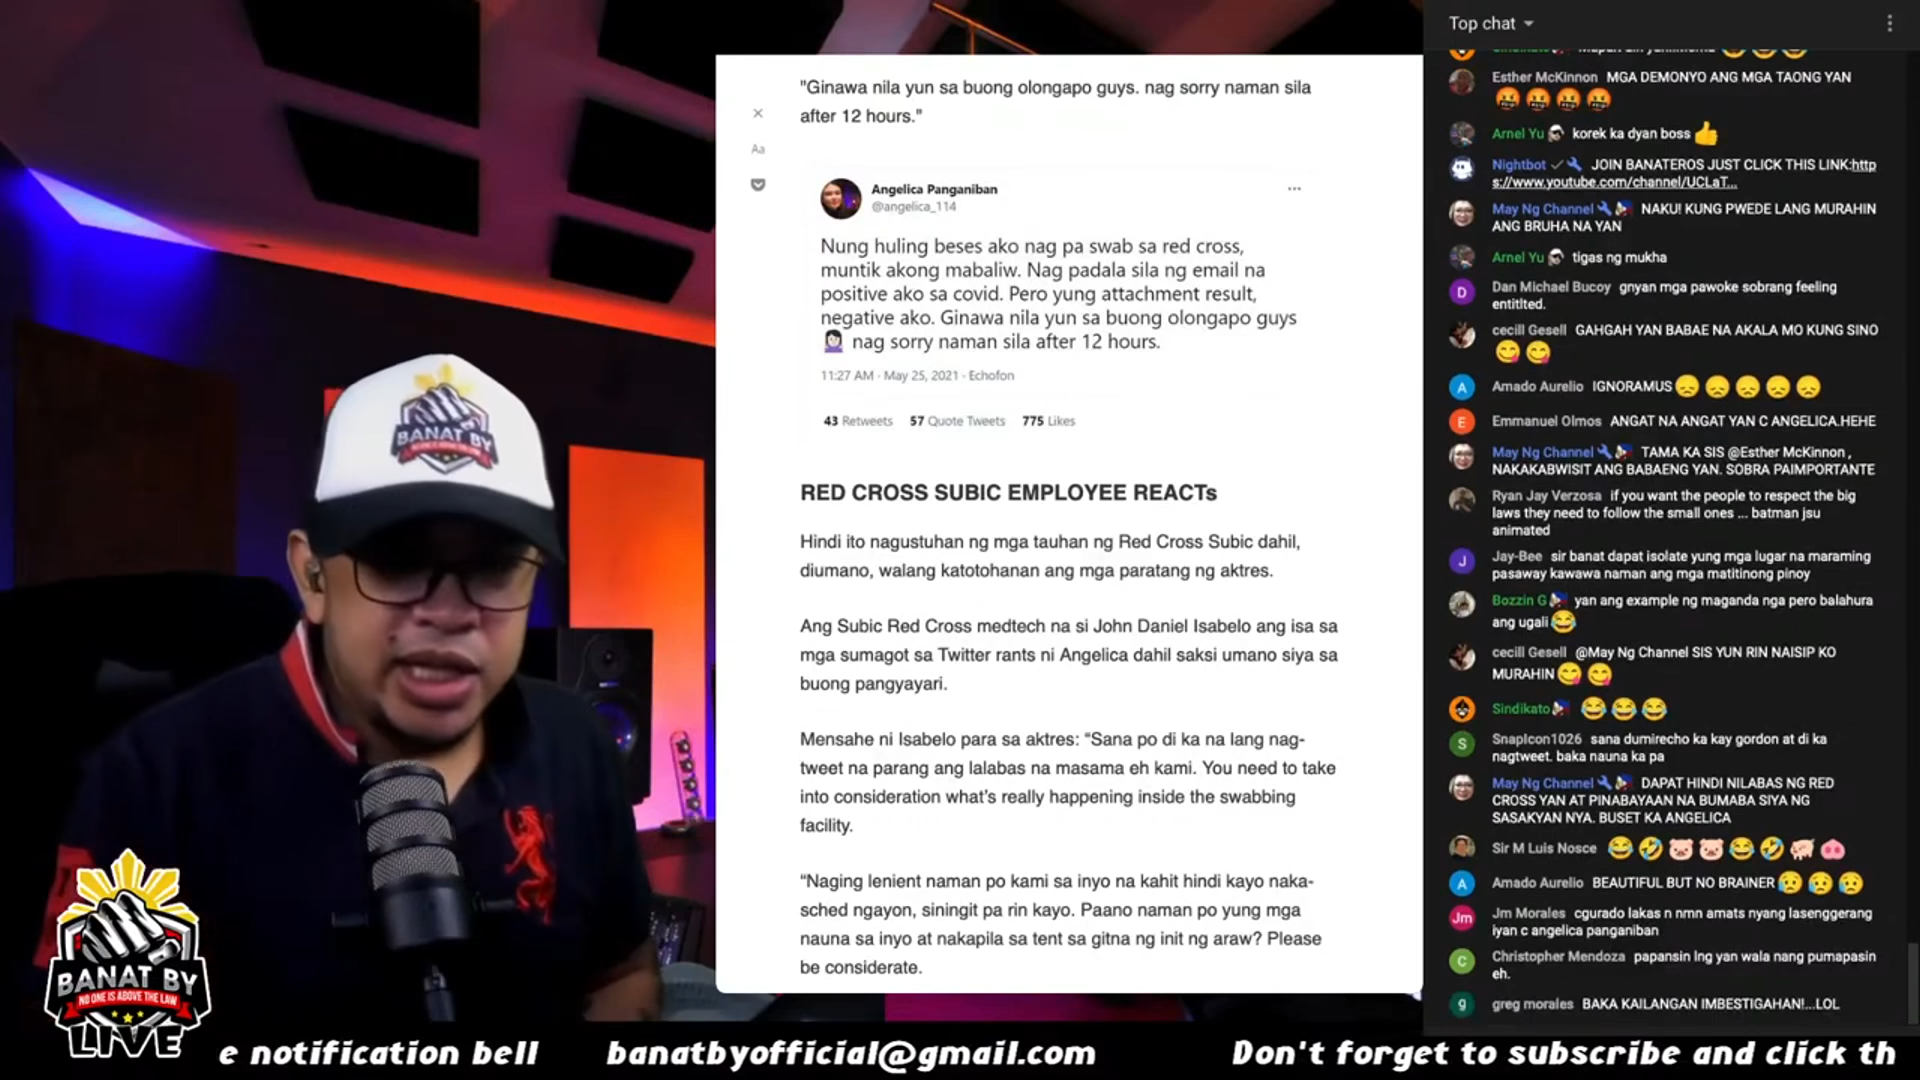 "Ginawa nila yun sa buong olongapo guys. nag sorry naman sila
after 12 hours."
Aa
Angelica Panganiban
@angelica_114
Nung huling beses ako nag pa swab sa red cross,
muntik akong mabaliw. Nag padala sila ng email na
positive ako sa covid. Pero yung attachment result,
negative ako. Ginawa nila yun sa buong olongapo guys
nag sorry naman sila after 12 hours.
11:27 AM · May 25, 2021 · Echofon
43 Retweets 57 Quote Tweets 775 Likes
RED CROSS SUBIC EMPLOYEE REACTs
Hindi ito nagustuhan ng mga tauhan ng Red Cross Subic dahil,
diumano, walang katotohanan ang mga paratang ng aktres.
Ang Subic Red Cross medtech na si John Daniel Isabelo ang isa sa
mga sumagot sa Twitter rants ni Angelica dahil saksi umano siya sa
buong pangyayari.
Mensahe ni Isabelo para sa aktres: “Sana po di ka na lang nag-
tweet na parang ang lalabas na masama eh kami. You need to take
into consideration what’s really happening inside the swabbing
facility.
“Naging lenient naman po kami sa inyo na kahit hindi kayo naka-
sched ngayon, siningit pa rin kayo. Paano naman po yung mga
nauna sa inyo at nakapila sa tent sa gitna ng init ng araw? Please
be considerate.
BANAT BY
BANAT BY
NO ONE IS ABOVE THE LAW
LIVE
e notification bell banatbyofficial@gmail.com Don't forget to subscribe and click th
Top chat
Esther McKinnon MGA DEMONYO ANG MGA TAONG YAN
Arnel Yu korek ka dyan boss
Nightbot JOIN BANATEROS JUST CLICK THIS LINK:http
s://www.youtube.com/channel/UCLaT...
May Ng Channel NAKU! KUNG PWEDE LANG MURAHIN
ANG BRUHA NA YAN
Arnel Yu tigas ng mukha
D
Dan Michael Bucoy gnyan mga pawoke sobrang feeling
entitlted.
cecill Gesell GAHGAH YAN BABAE NA AKALA MO KUNG SINO
A
Amado Aurelio IGNORAMUS
E
Emmanuel Olmos ANGAT NA ANGAT YAN C ANGELICA.HEHE
May Ng Channel TAMA KA SIS @Esther McKinnon ,
NAKAKABWISIT ANG BABAENG YAN. SOBRA PAIMPORTANTE
Ryan Jay Verzosa if you want the people to respect the big
laws they need to follow the small ones ... batman jsu
animated
J
Jay-Bee sir banat dapat isolate yung mga lugar na maraming
pasaway kawawa naman ang mga matitinong pinoy
Bozzin G yan ang example ng maganda nga pero balahura
ang ugali
cecill Gesell @May Ng Channel SIS YUN RIN NAISIP KO
MURAHIN
Sindikato
S
SnapIcon1026 sana dumirecho ka kay gordon at di ka
nagtweet. baka nauna ka pa
May Ng Channel DAPAT HINDI NILABAS NG RED
CROSS YAN AT PINABAYAAN NA BUMABA SIYA NG
SASAKYAN NYA. BUSET KA ANGELICA
Sir M Luis Nosce
A
Amado Aurelio BEAUTIFUL BUT NO BRAINER
Jm
Jm Morales cgurado lakas n nmn amats nyang lasenggerang
iyan c angelica panganiban
C
Christopher Mendoza papansin lng yan wala nang pumapasin
eh.
g
greg morales BAKA KAILANGAN IMBESTIGAHAN!...LOL